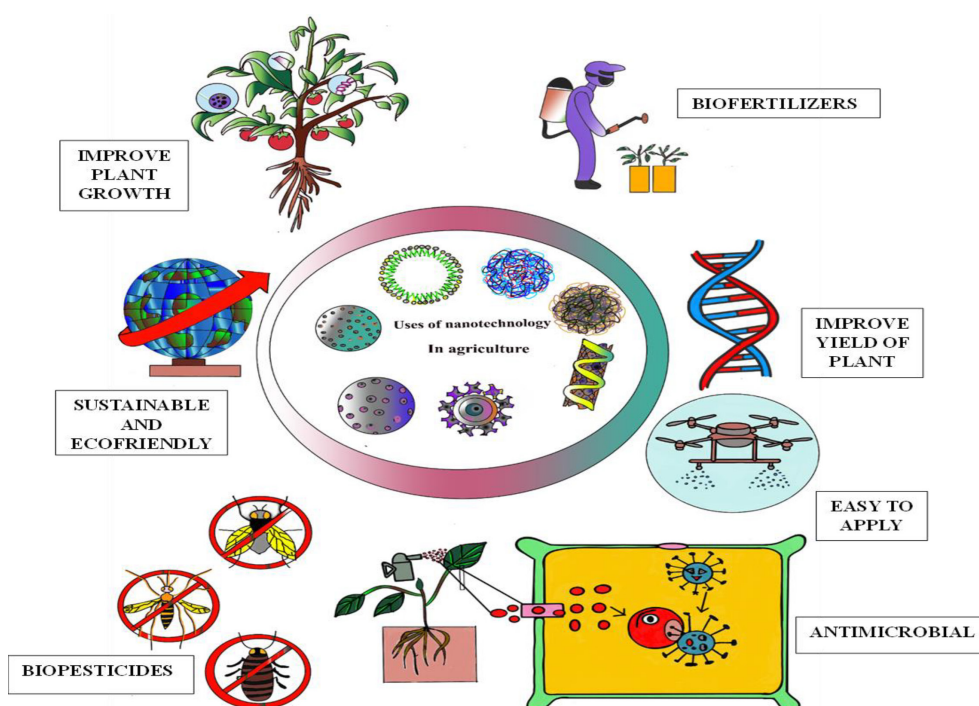 BIOFERTILIZERS
IMPROVE
PLANT
GROWTH
Uses of nanotechnology
In agriculture
IMPROVE
YIELD OF
PLANT
SUSTAINABLE
AND
ECOFRIENDLY
EASY TO
APPLY
ANTIMICROBIAL
BIOPESTICIDES